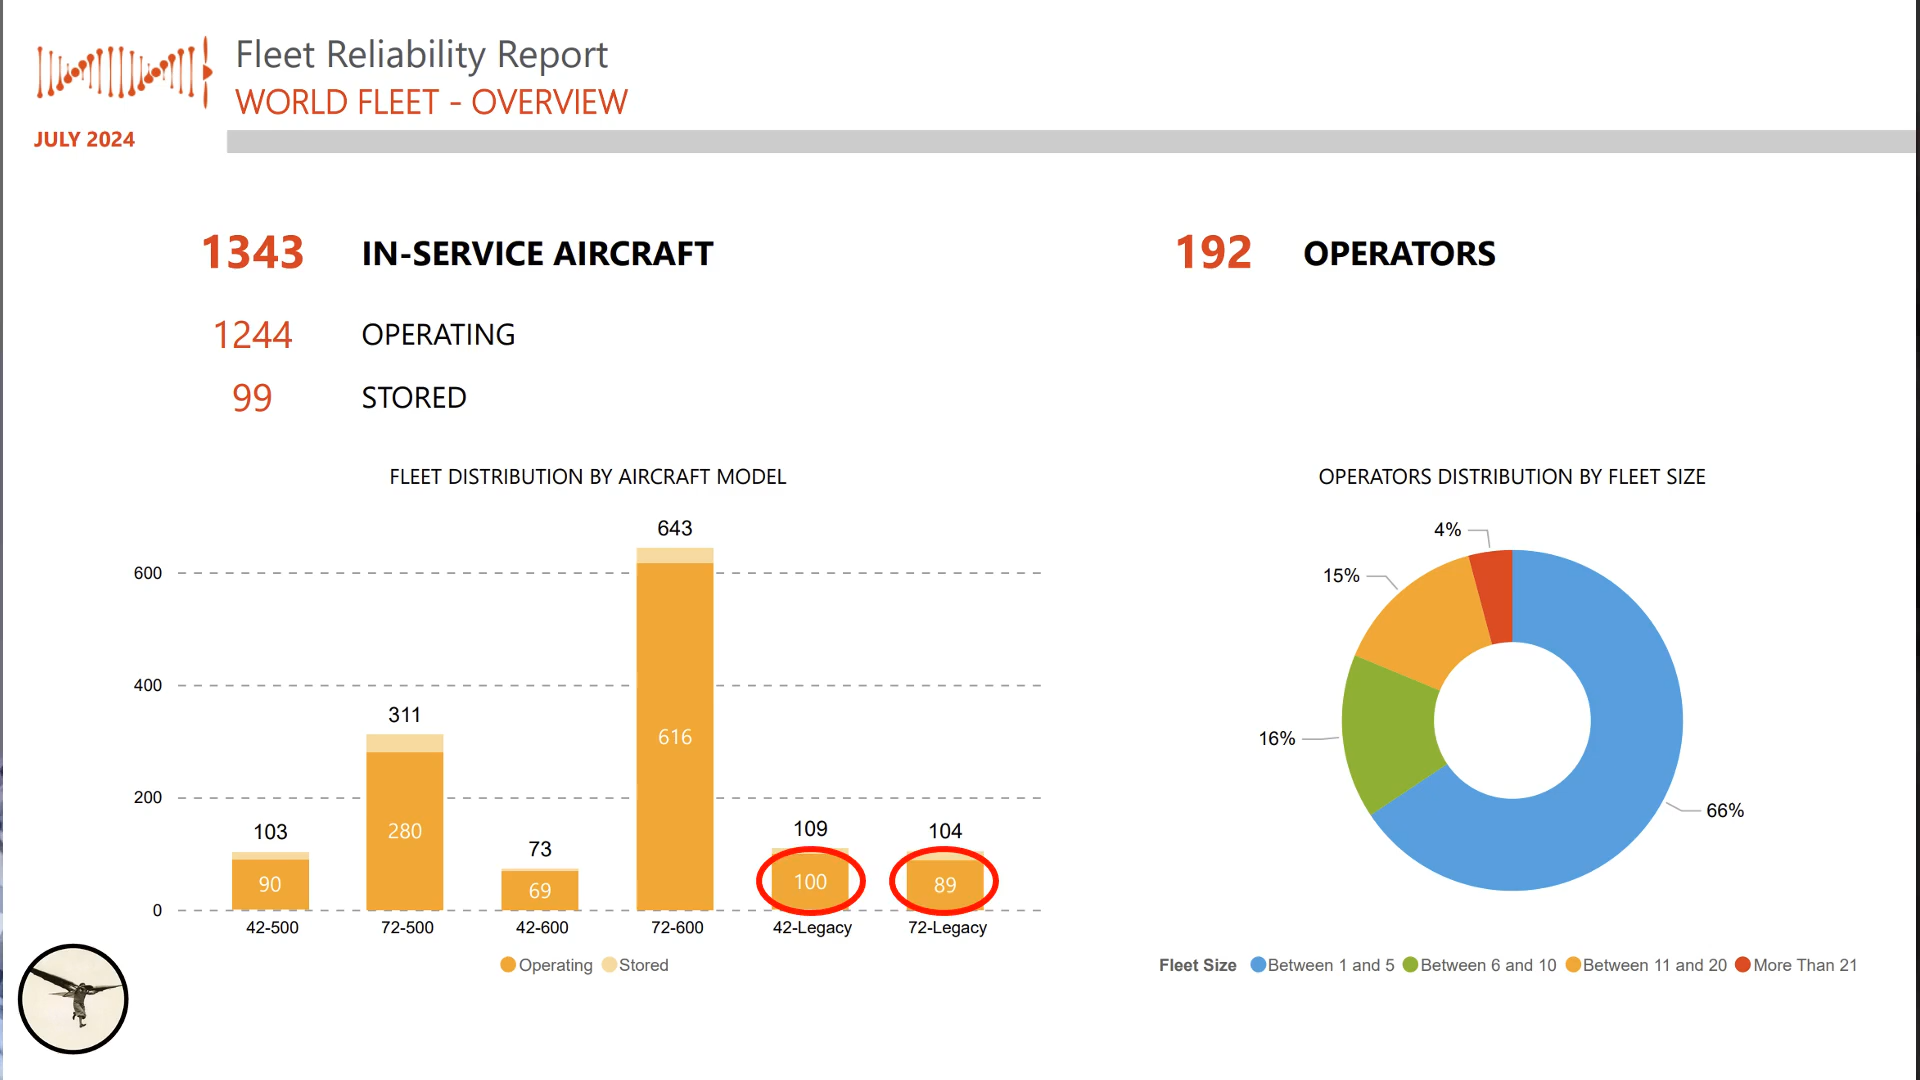 Fleet Reliability Report
WORLD FLEET - OVERVIEW
JULY 2024
1343 IN-SERVICE AIRCRAFT
1244 OPERATING
99 STORED
192 OPERATORS
FLEET DISTRIBUTION BY AIRCRAFT MODEL
600
400
200
0
103
90
311
280
73
69
643
616
109
100
104
89
42-500 72-500 42-600 72-600 42-Legacy 72-Legacy
Operating Stored
OPERATORS DISTRIBUTION BY FLEET SIZE
4%
15%
16%
66%
Fleet Size Between 1 and 5 Between 6 and 10 Between 11 and 20 More Than 21